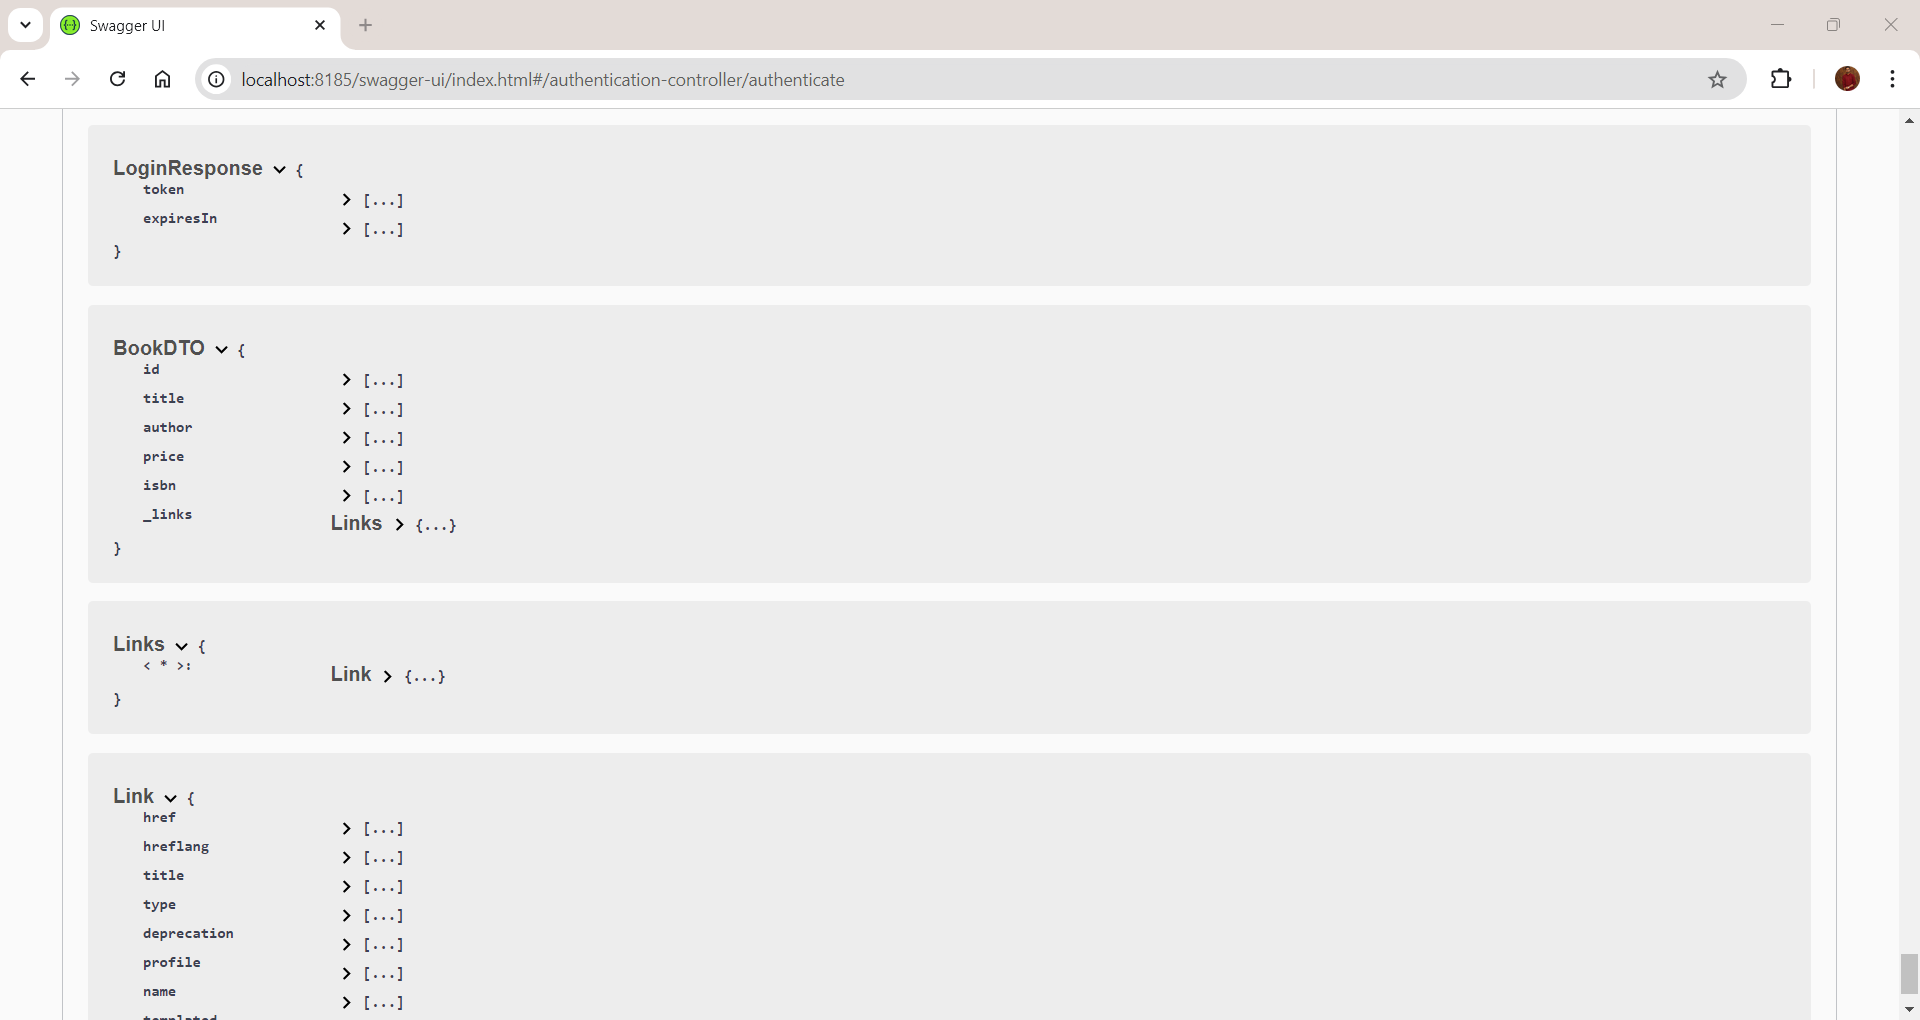 Swagger UI
localhost:8185/swagger-ui/index.html#/authentication-controller/authenticate
LoginResponse {
token [...]
expiresIn [...]
}
BookDTO {
id [...]
title [...]
author [...]
price [...]
isbn [...]
_links Links {...}
}
Links {
< * >: Link {...}
}
Link {
href [...]
hreflang [...]
title [...]
type [...]
deprecation [...]
profile [...]
name [...]
templated